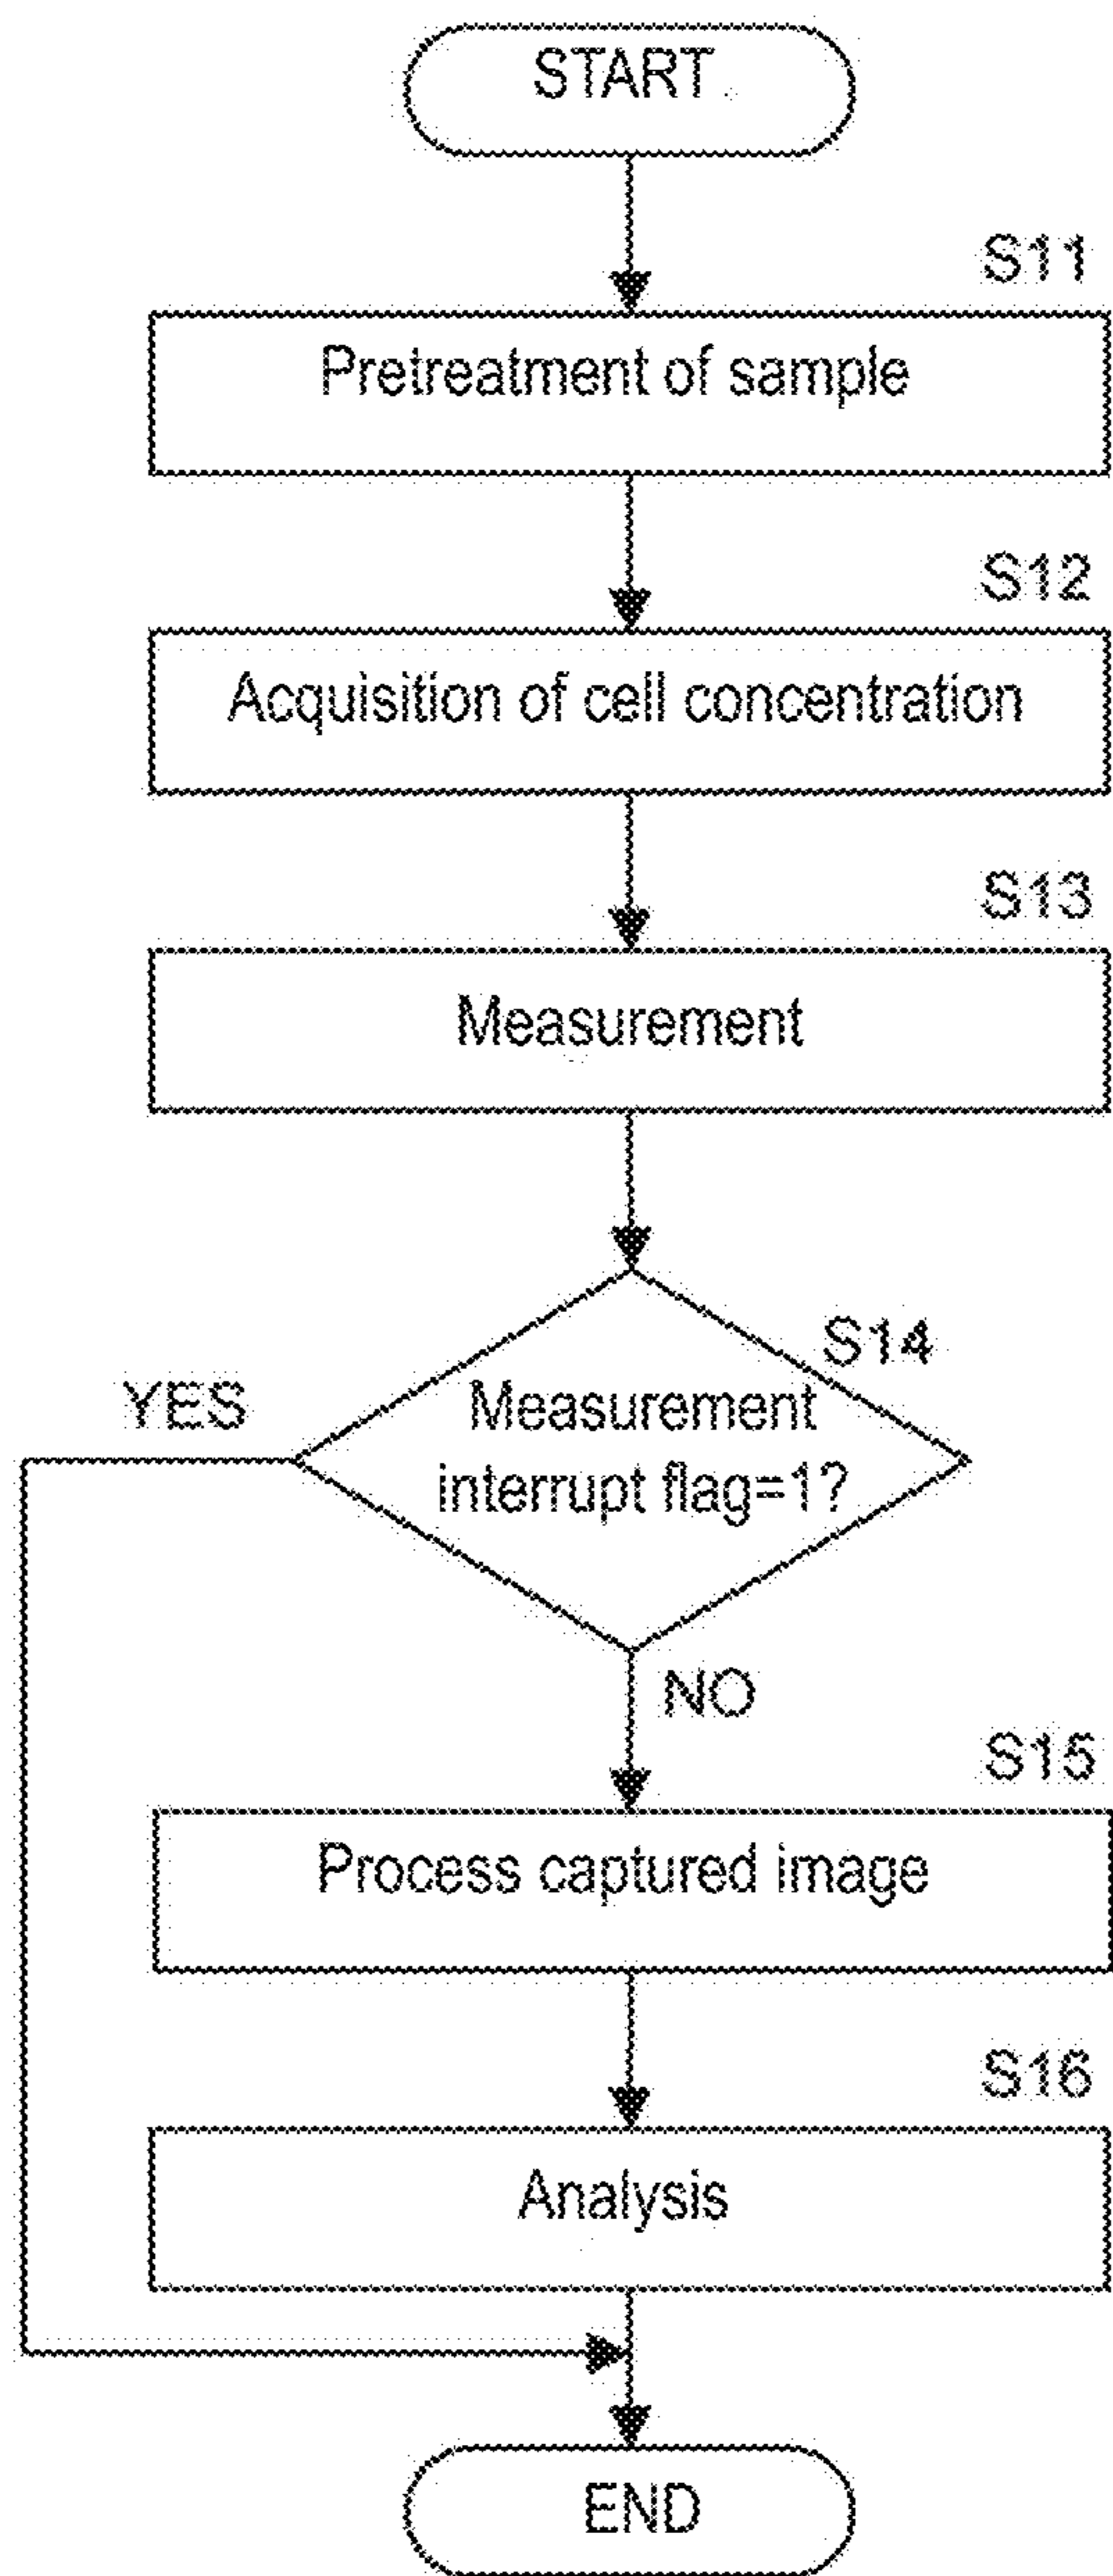 START
S11
Pretreatment of sample
S12
Acquisition of cell concentration
S13
Measurement
S14
YES
Measurement
interrupt flag=1?
NO
S15
Process captured image
S16
Analysis
END